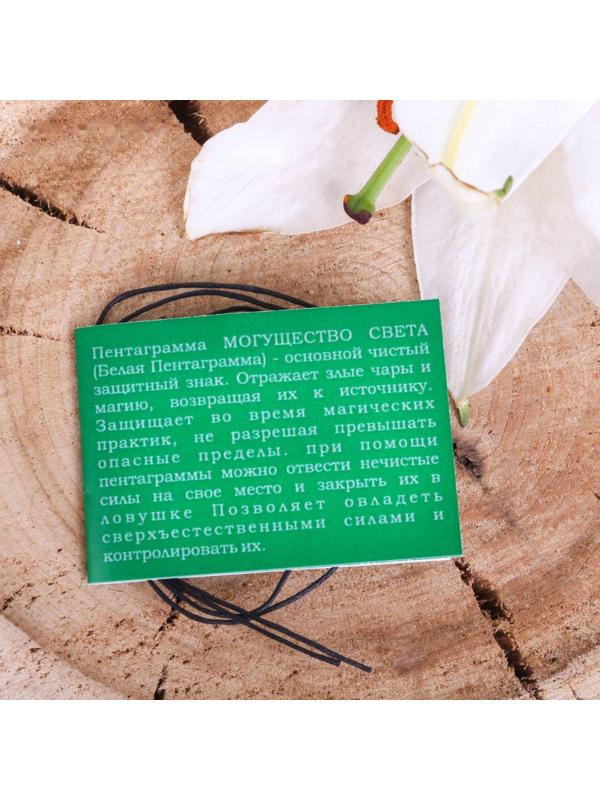 Пентаграмма МОГУЩЕСТВО СВЕТА
(Белая Пентаграмма) - основной чистый
защитный знак. Отражает злые чары и
магию, возвращая их к источнику.
Защищает во время магических
практик, не разрешая превышать
опасные пределы. при помощи
пентаграммы можно отвести нечистые
силы на свое место и закрыть их в
ловушке Позволяет овладеть
сверхъестественными силами и
контролировать их.